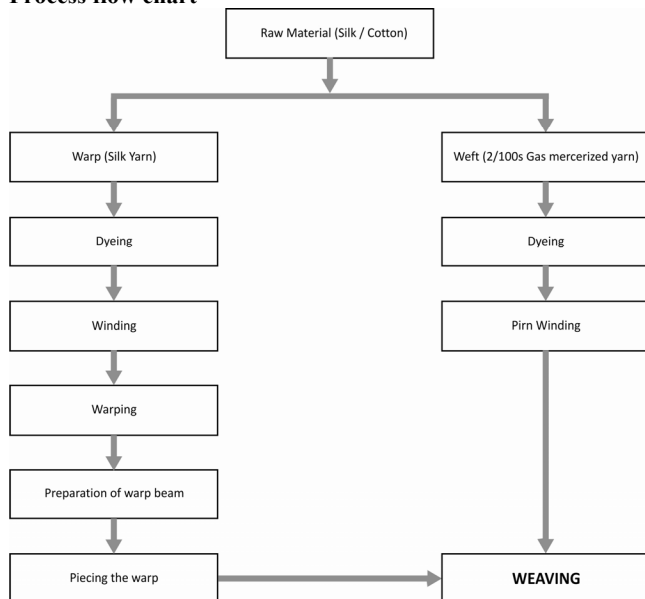 Process flow chart
Raw Material (Silk / Cotton)
Warp (Silk Yarn)
Weft (2/100s Gas mercerized yarn)
Dyeing
Dyeing
Winding
Pirn Winding
Warping
Preparation of warp beam
Piecing the warp
WEAVING